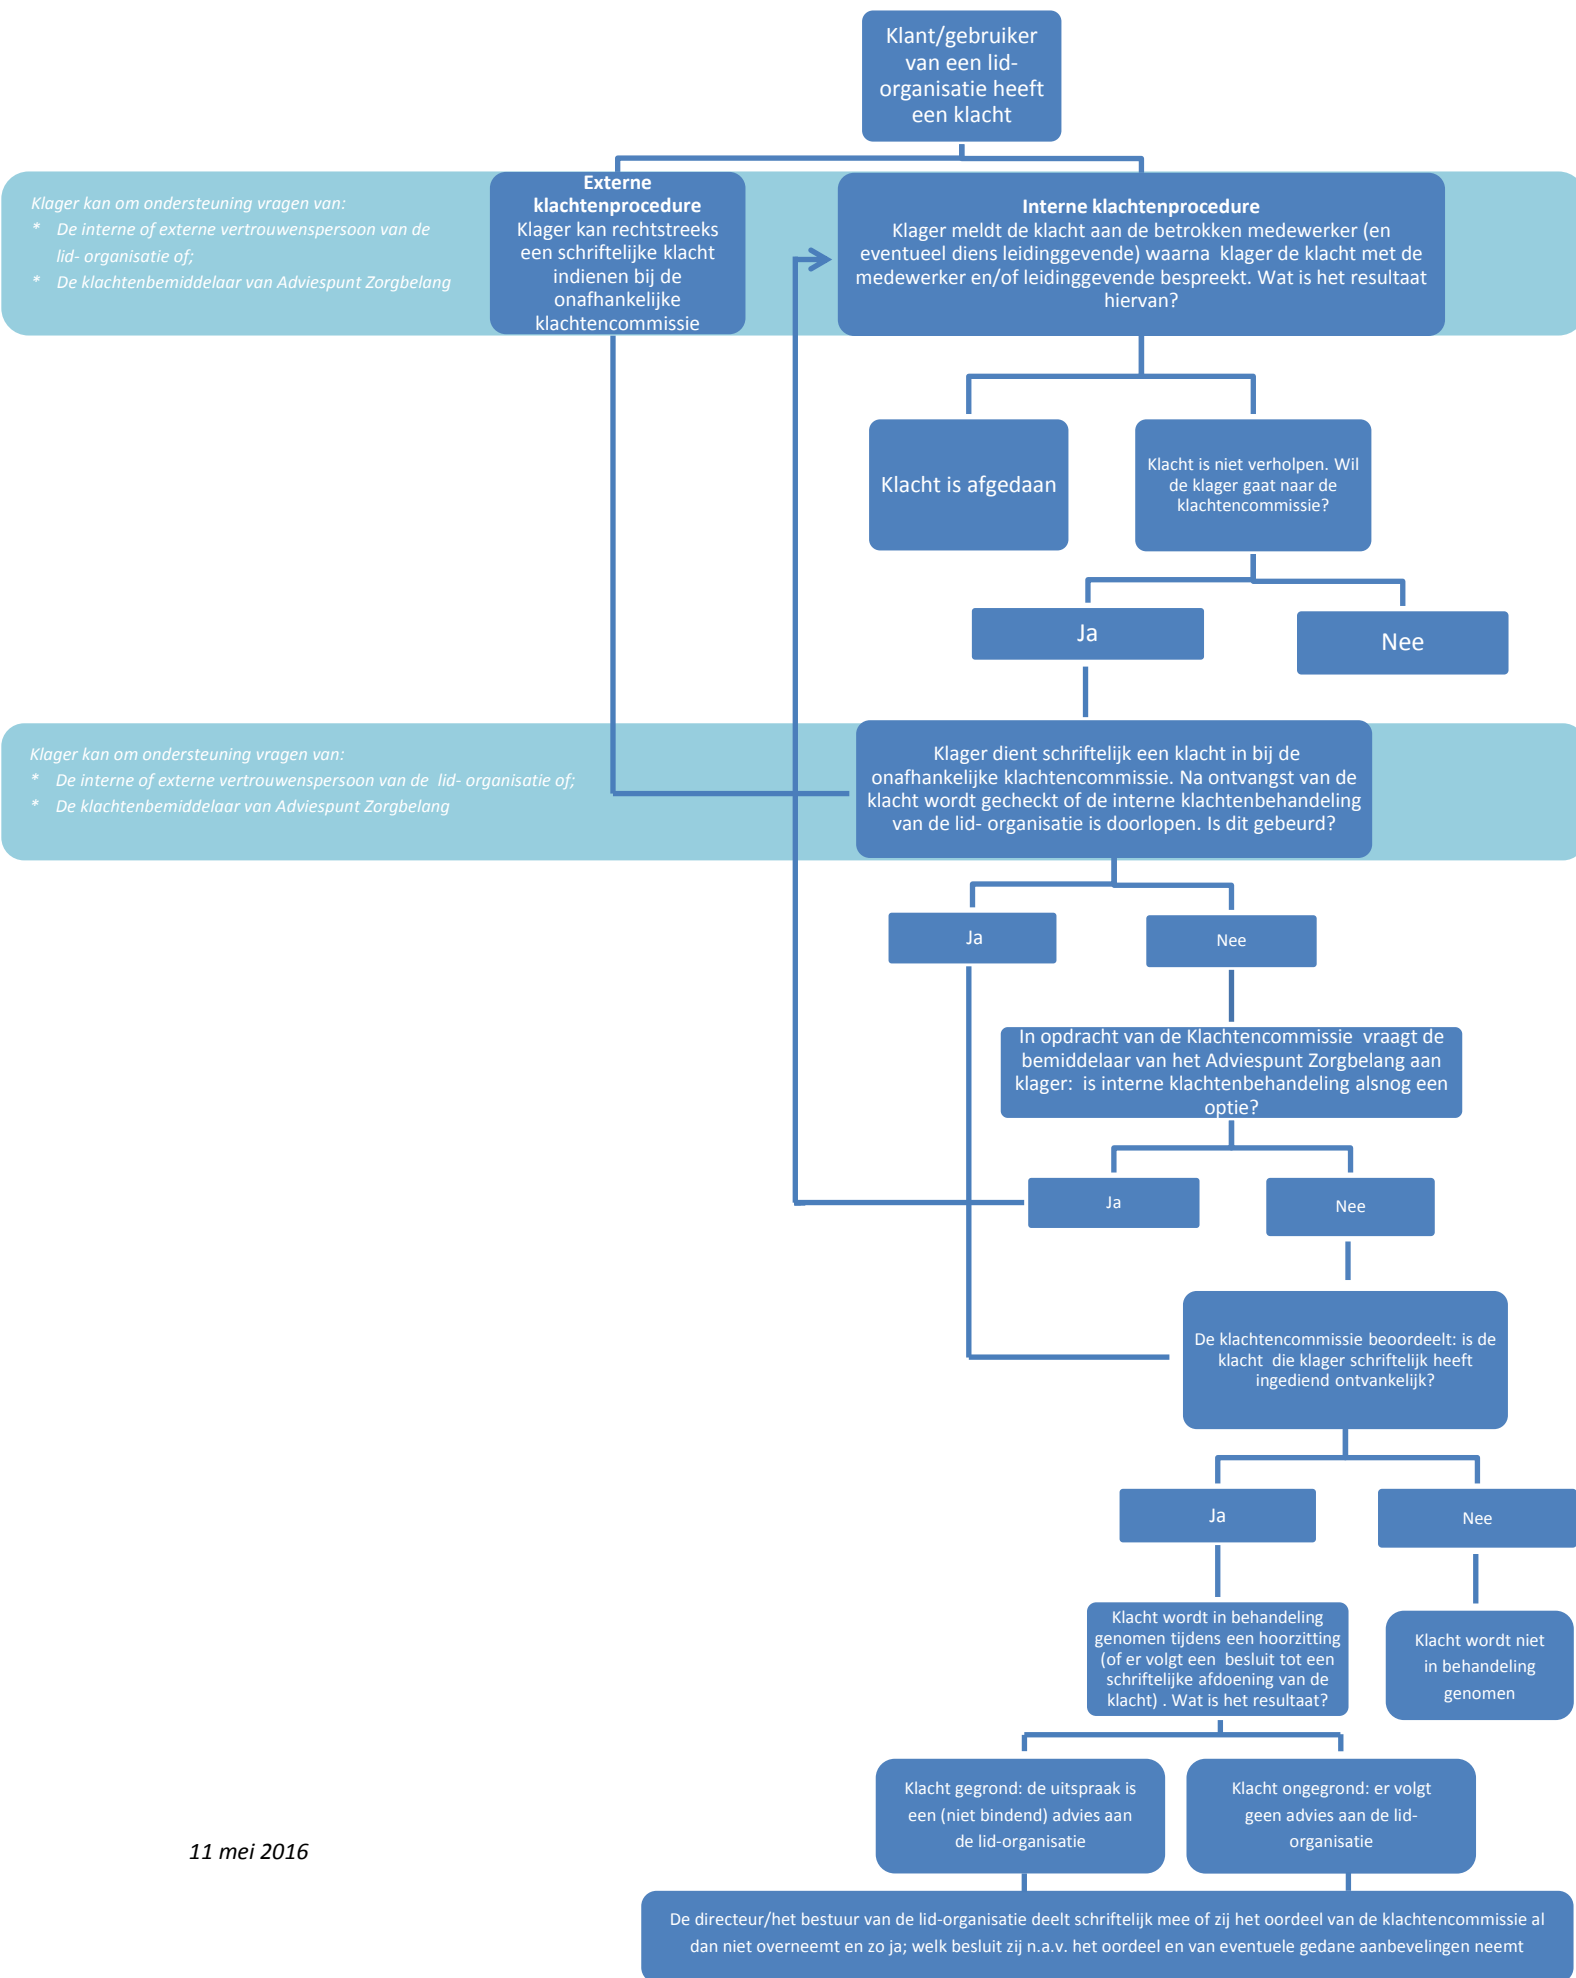 Klant/gebruiker
van een lid-
organisatie heeft
een klacht
Klager kan om ondersteuning vragen van:
* De interne of externe vertrouwenspersoon van de
lid- organisatie of;
* De klachtenbemiddelaar van Adviespunt Zorgbelang
Externe
klachtenprocedure
Klager kan rechtstreeks
een schriftelijke klacht
indienen bij de
onafhankelijke
klachtencommissie
Interne klachtenprocedure
Klager meldt de klacht aan de betrokken medewerker (en
eventueel diens leidinggevende) waarna klager de klacht met de
medewerker en/of leidinggevende bespreekt. Wat is het resultaat
hiervan?
Klacht is afgedaan
Klacht is niet verholpen. Wil
de klager gaat naar de
klachtencommissie?
Ja
Nee
Klager kan om ondersteuning vragen van:
* De interne of externe vertrouwenspersoon van de lid- organisatie of;
* De klachtenbemiddelaar van Adviespunt Zorgbelang
Klager dient schriftelijk een klacht in bij de
onafhankelijke klachtencommissie. Na ontvangst van de
klacht wordt gecheckt of de interne klachtenbehandeling
van de lid- organisatie is doorlopen. Is dit gebeurd?
Ja
Nee
In opdracht van de Klachtencommissie vraagt de
bemiddelaar van het Adviespunt Zorgbelang aan
klager: is interne klachtenbehandeling alsnog een
optie?
Ja
Nee
De klachtencommissie beoordeelt: is de
klacht die klager schriftelijk heeft
ingediend ontvankelijk?
Ja
Nee
Klacht wordt in behandeling
genomen tijdens een hoorzitting
(of er volgt een besluit tot een
schriftelijke afdoening van de
klacht) . Wat is het resultaat?
Klacht wordt niet
in behandeling
genomen
Klacht gegrond: de uitspraak is
een (niet bindend) advies aan
de lid-organisatie
Klacht ongegrond: er volgt
geen advies aan de lid-
organisatie
11 mei 2016
De directeur/het bestuur van de lid-organisatie deelt schriftelijk mee of zij het oordeel van de klachtencommissie al
dan niet overneemt en zo ja; welk besluit zij n.a.v. het oordeel en van eventuele gedane aanbevelingen neemt